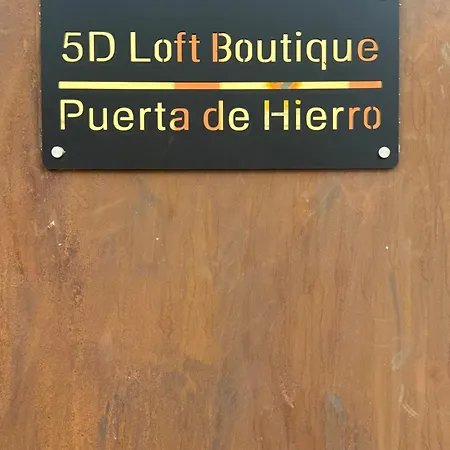 5D Loft Boutique
Puerta de Hierro